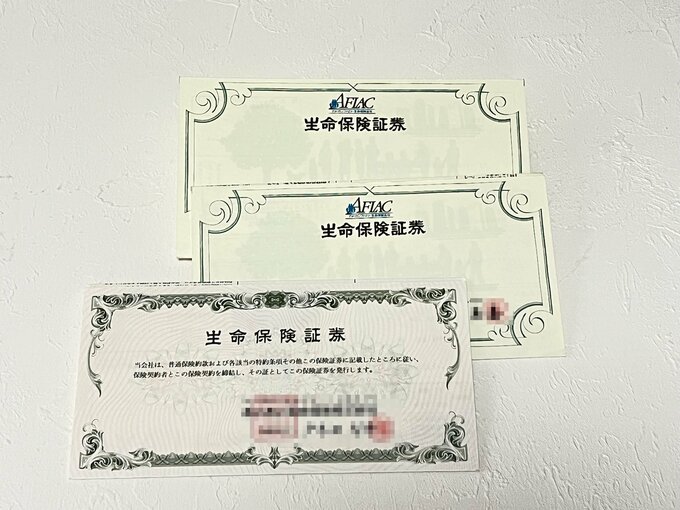 AFLAC
生命保険証券
AFLAC
生命保険証券
生命保険証券
当会社は、普通保険約款および各該当の特約条項その他この保険証券に記載したところに従い、
保険契約者とこの保険契約を締結し、その証としてこの保険証券を発行します。